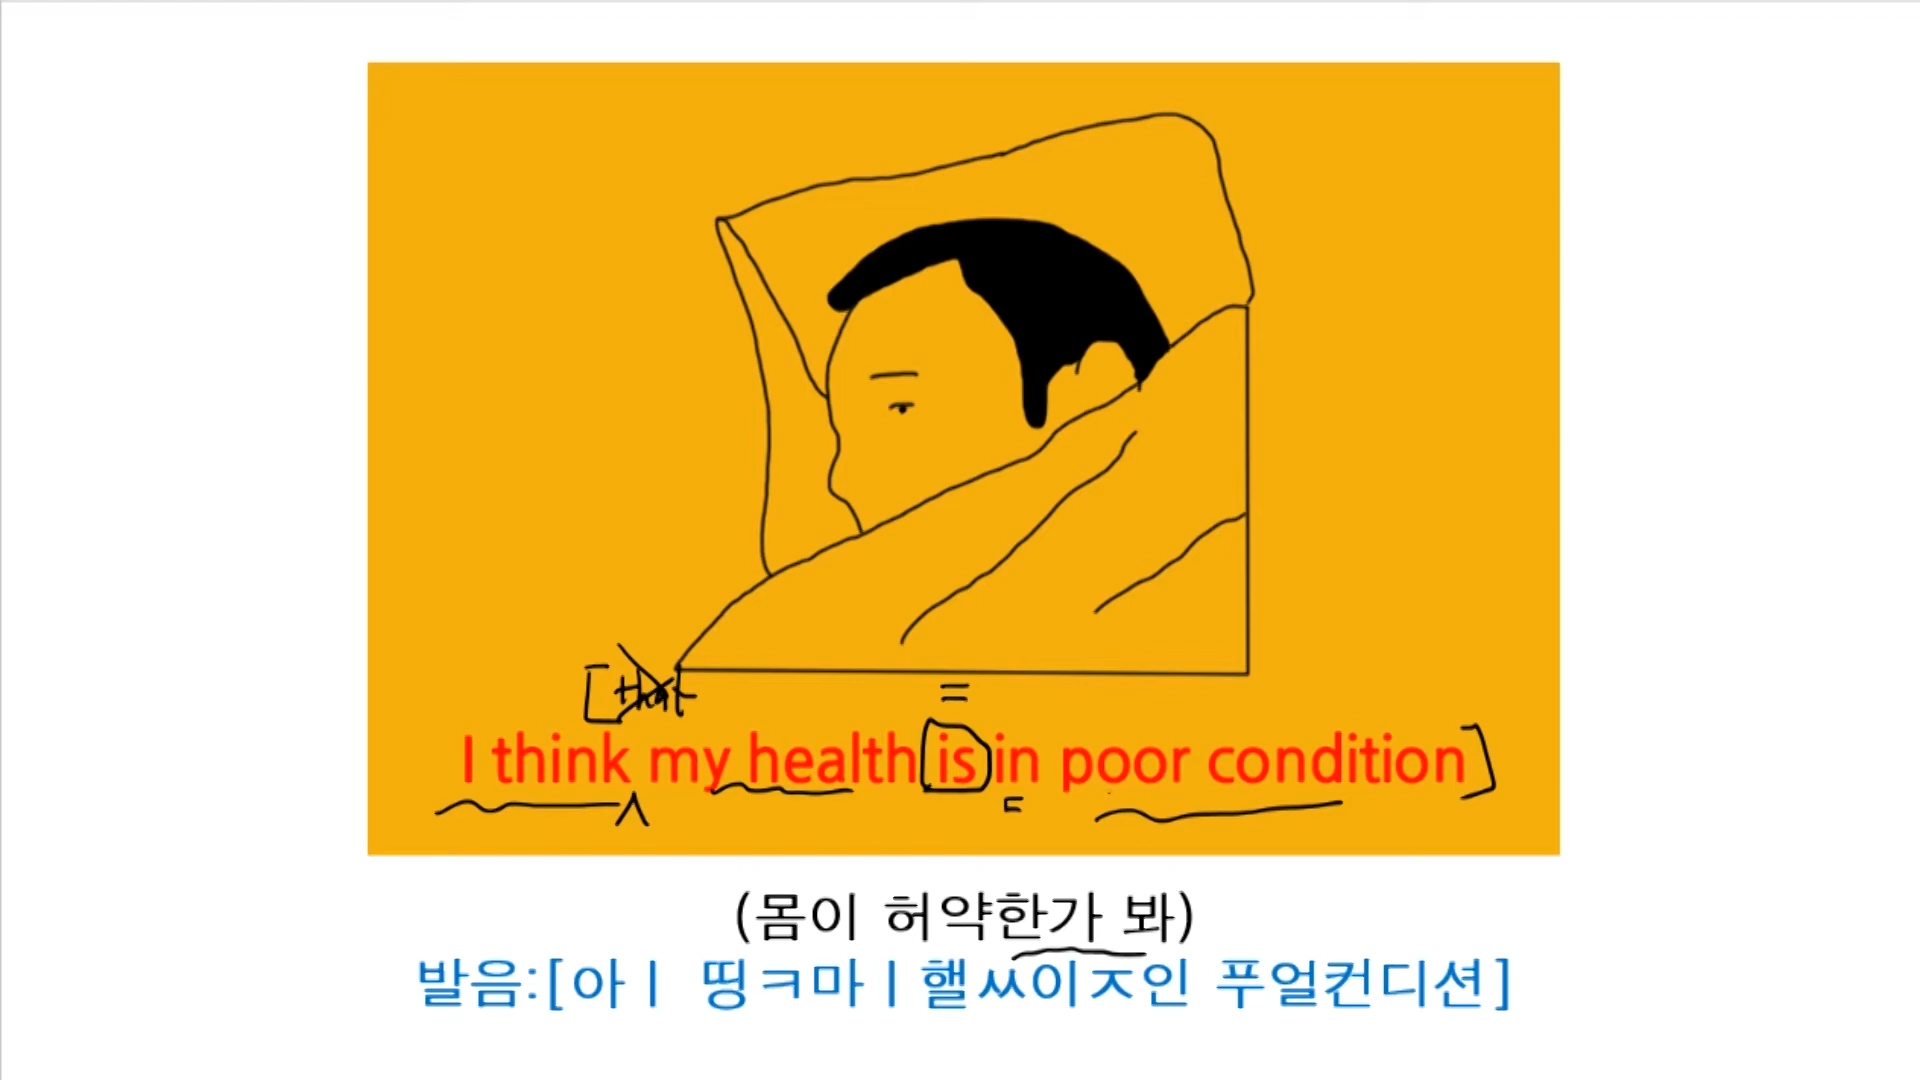 [that
=
I think my health is in poor condition]
(몸이 허약한가 봐)
발음:[아ㅣ 띵ㅋ마ㅣ핼ㅆ이ㅈ인 푸얼컨디션]